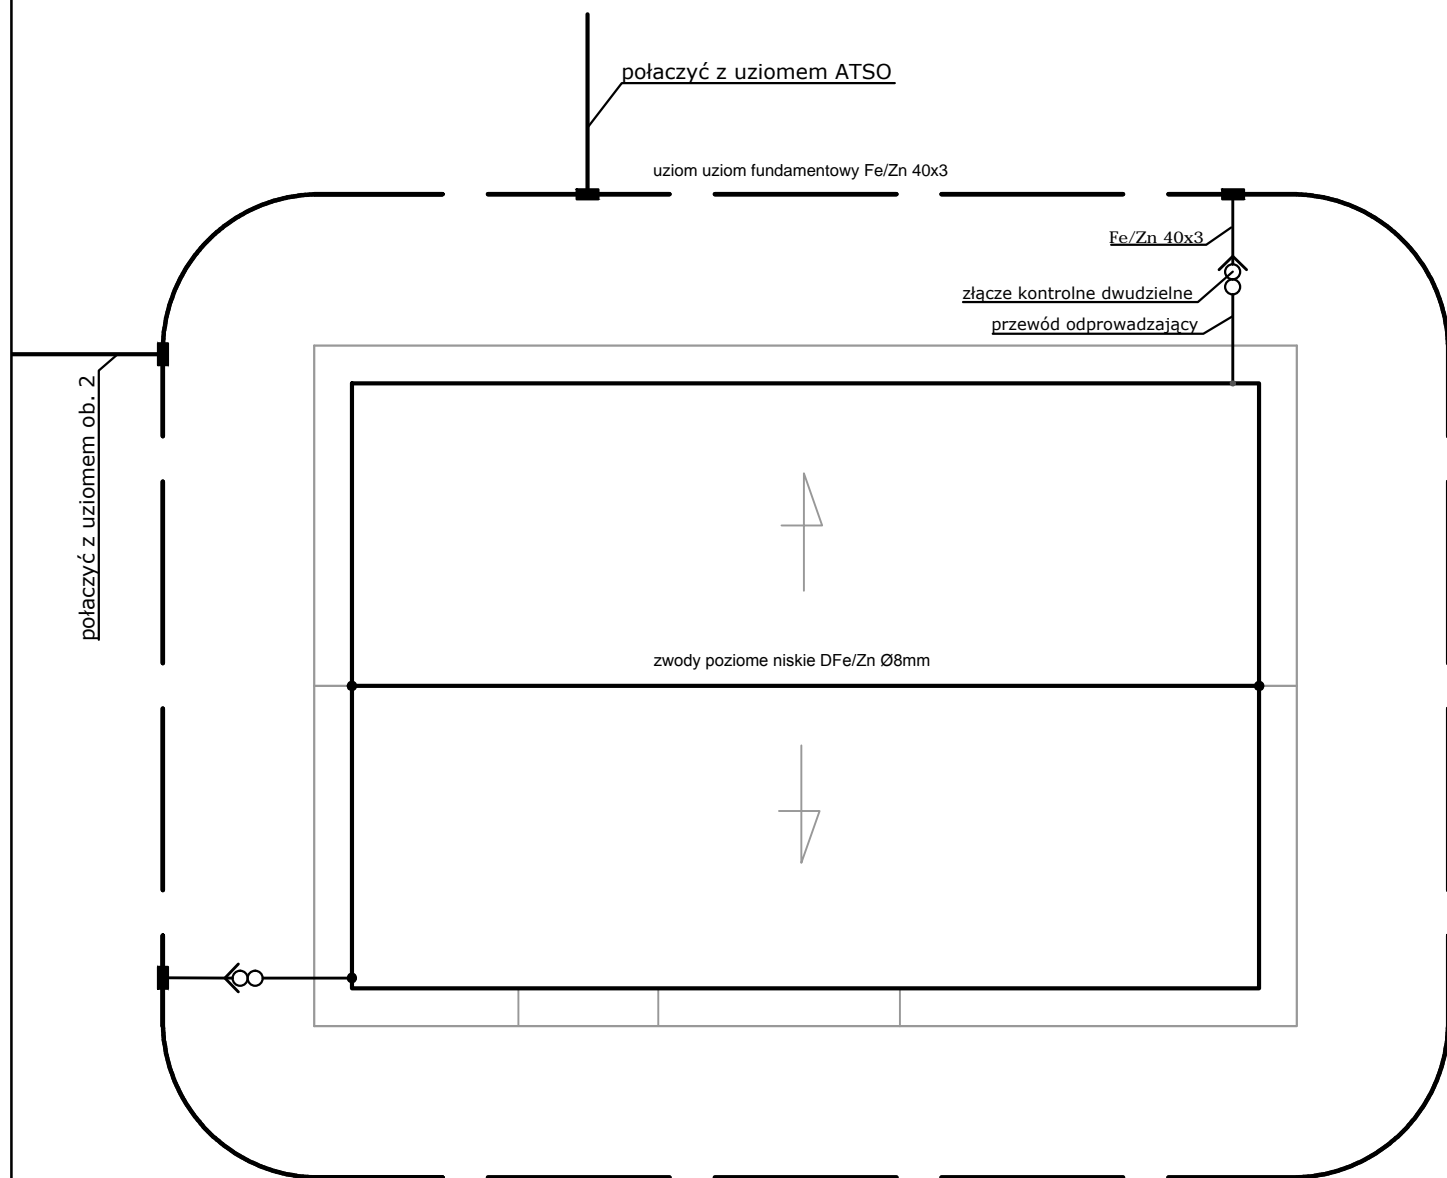 połaczyć z uziomem ATSO
uziom uziom fundamentowy Fe/Zn 40x3
Fe/Zn 40x3
złącze kontrolne dwudzielne
przewód odprowadzający
połaczyć z uziomem ob. 2
zwody poziome niskie DFe/Zn Ø8mm